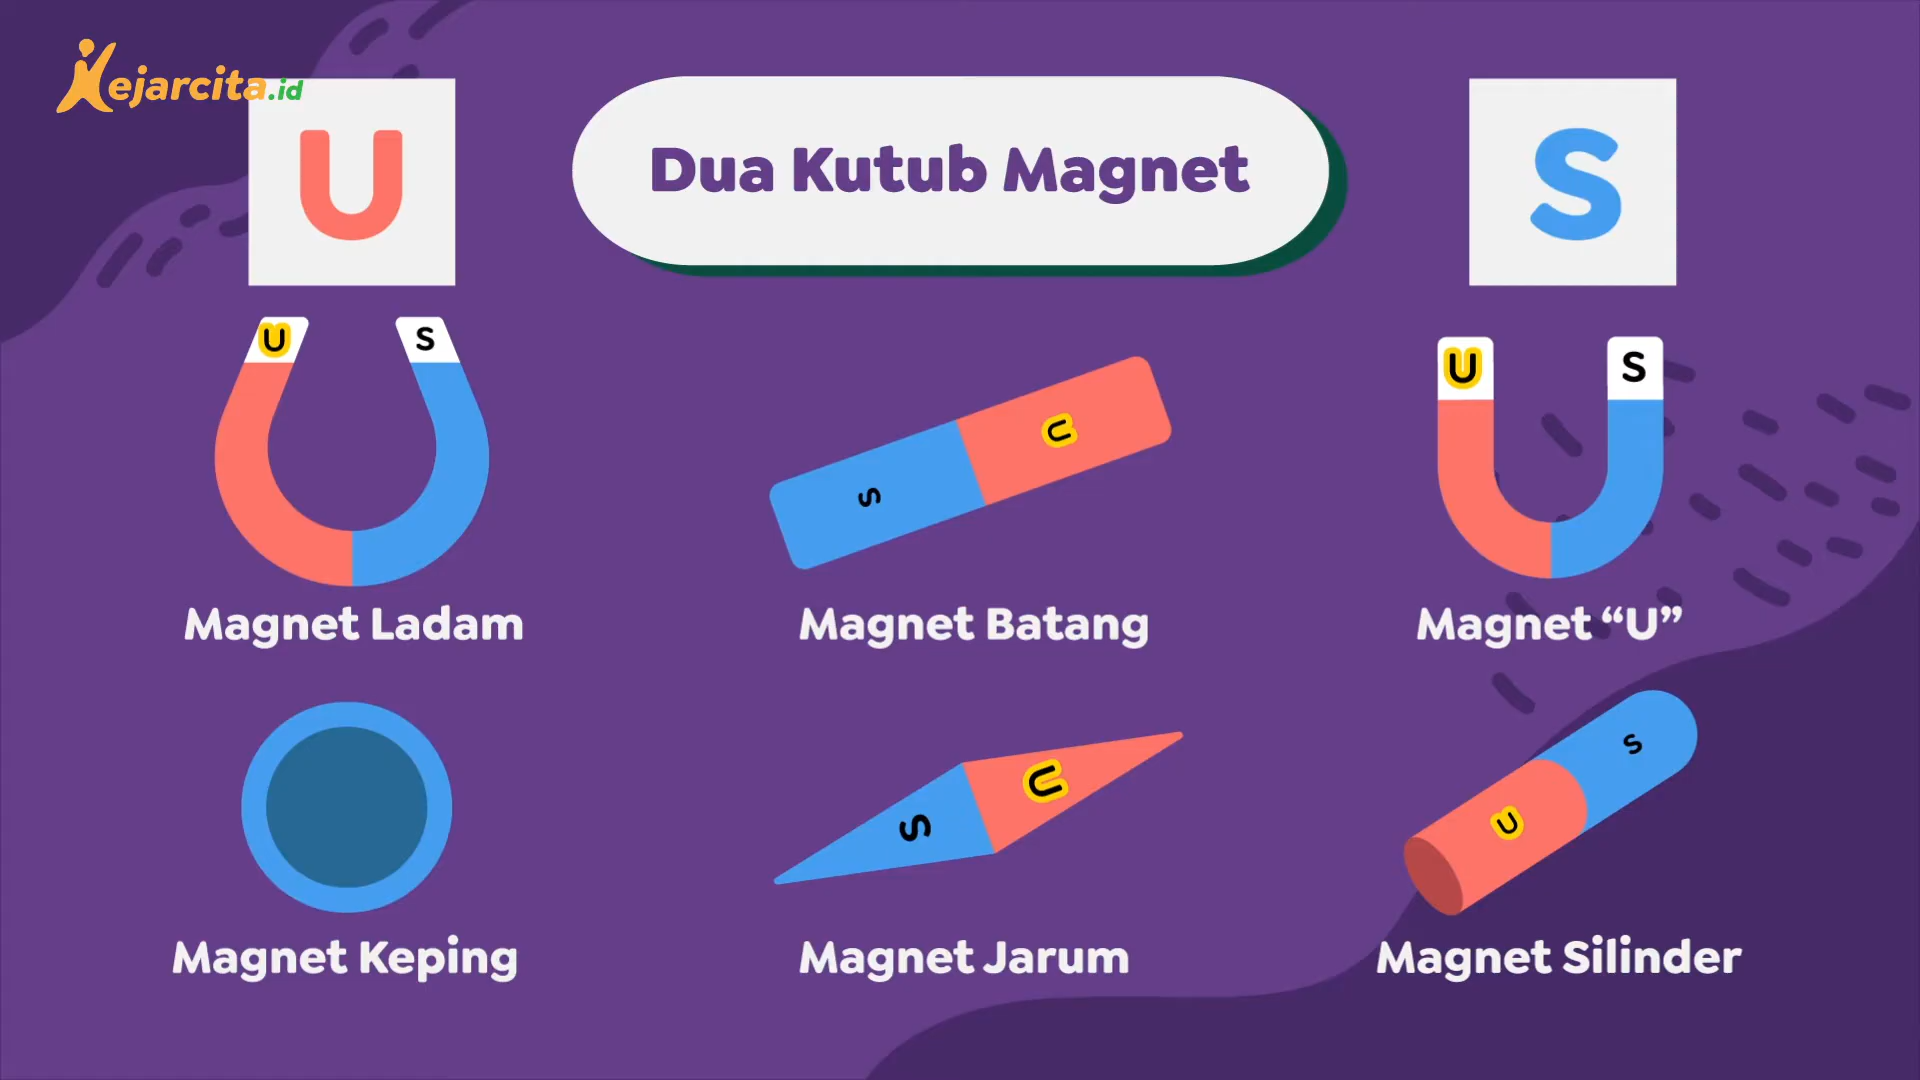 Kejarcita.id
U
Dua Kutub Magnet
S
U
S
S
U
U
S
Magnet Ladam
Magnet Batang
Magnet “U”
S
U
U
S
Magnet Keping
Magnet Jarum
Magnet Silinder